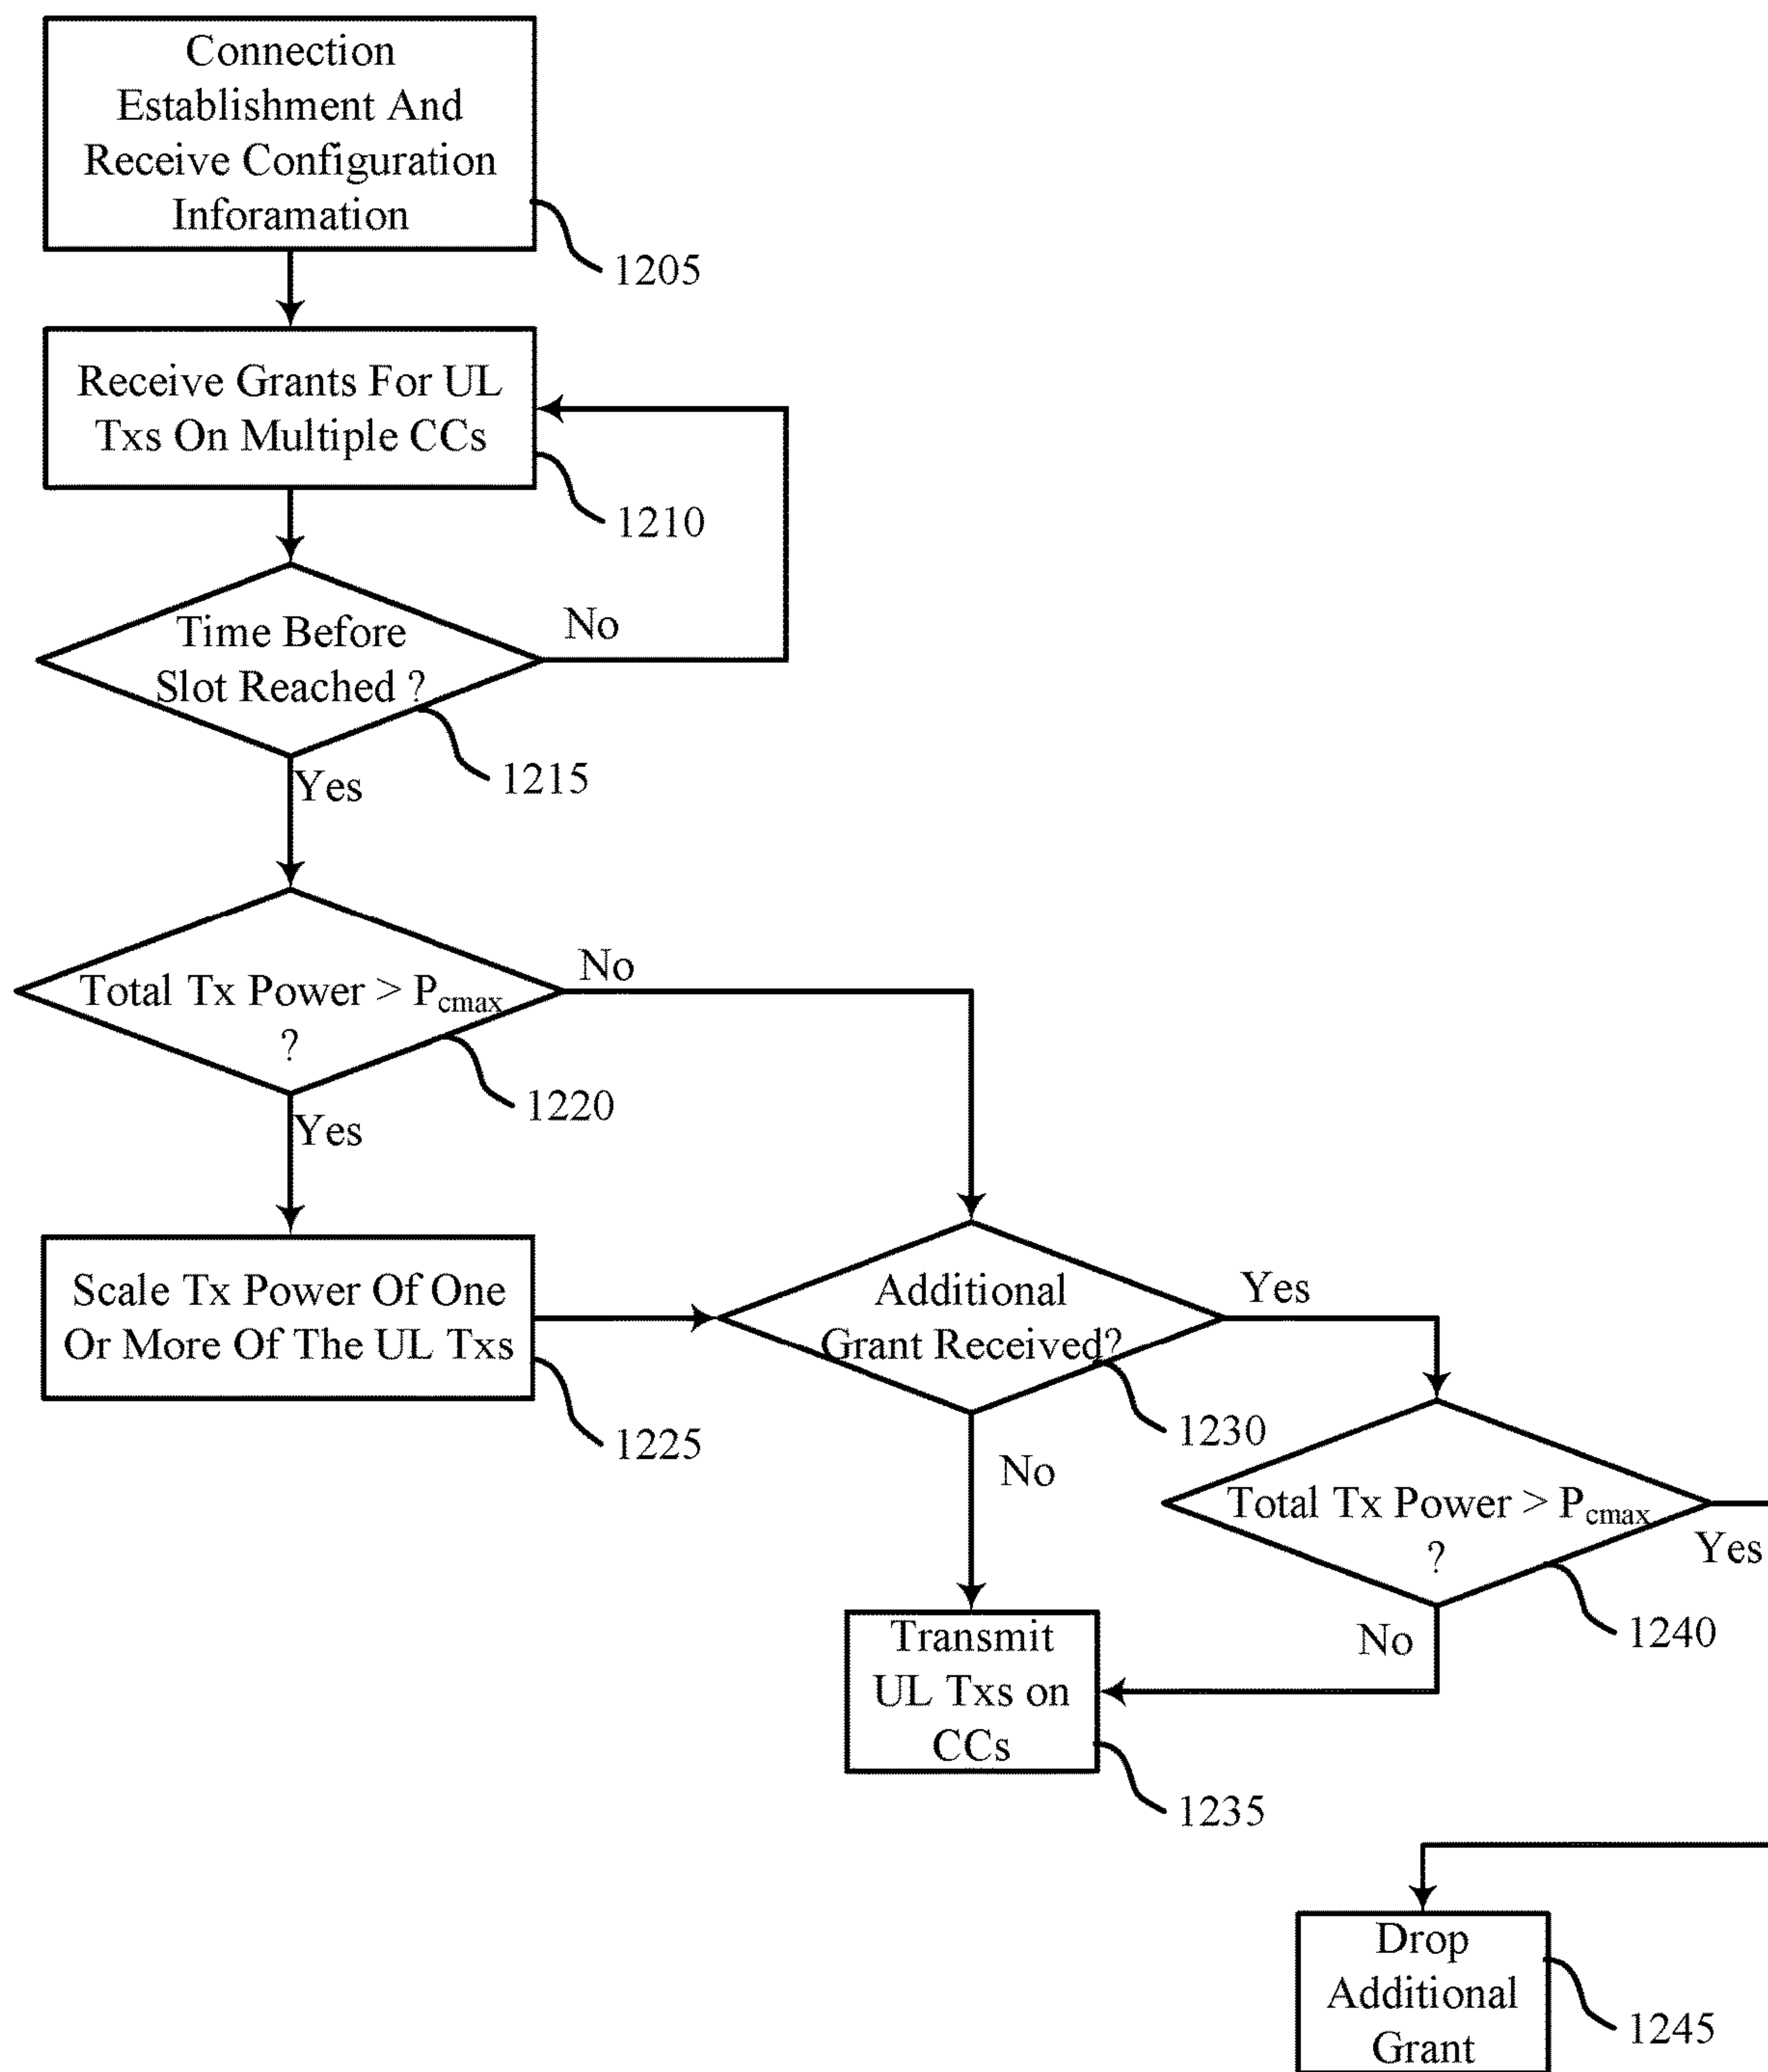 Connection
Establishment And
Receive Configuration
Inforamation
1205
Receive Grants For UL
Txs On Multiple CCs
1210
Time Before
Slot Reached ?
No
1215
Yes
Total Tx Power > Pcmax
?
No
1220
Yes
Scale Tx Power Of One
Or More Of The UL Txs
1225
Additional
Grant Received?
Yes
1230
No
Total Tx Power > Pcmax
?
Yes
1240
No
Transmit
UL Txs on
CCs
1235
Drop
Additional
Grant
1245